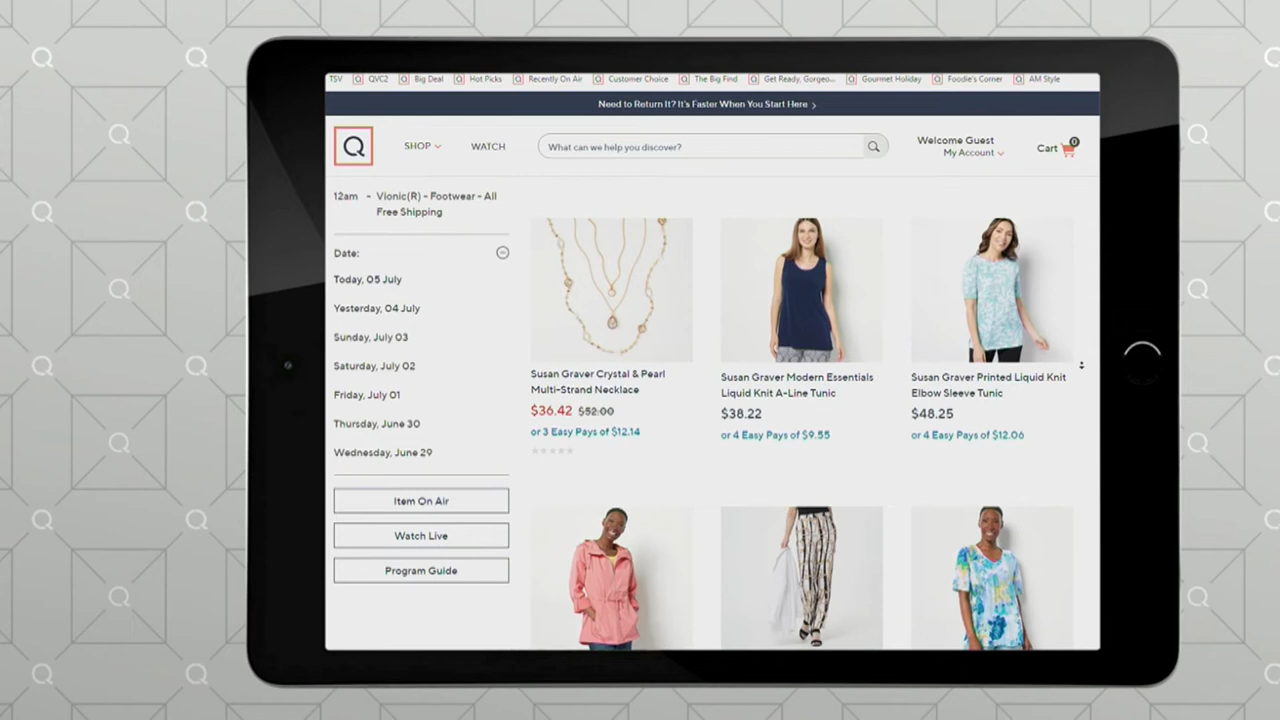 TSV QVC2 Big Deal Hot Picks Recently On Air Customer Choice The Big Find Get Ready, Gorgeo... Gourmet Holiday Foodie's Corner AM Style
Need to Return It? It's Faster When You Start Here
Q SHOP WATCH What can we help you discover? Welcome Guest
My Account
Cart 0
12am - Vionic(R) - Footwear - All
Free Shipping
Date:
Today, 05 July
Yesterday, 04 July
Sunday, July 03
Saturday, July 02
Friday, July 01
Thursday, June 30
Wednesday, June 29
Item On Air
Watch Live
Program Guide
Susan Graver Crystal & Pearl
Multi-Strand Necklace
$36.42 $52.00
or 3 Easy Pays of $12.14
Susan Graver Modern Essentials
Liquid Knit A-Line Tunic
$38.22
or 4 Easy Pays of $9.55
Susan Graver Printed Liquid Knit
Elbow Sleeve Tunic
$48.25
or 4 Easy Pays of $12.06